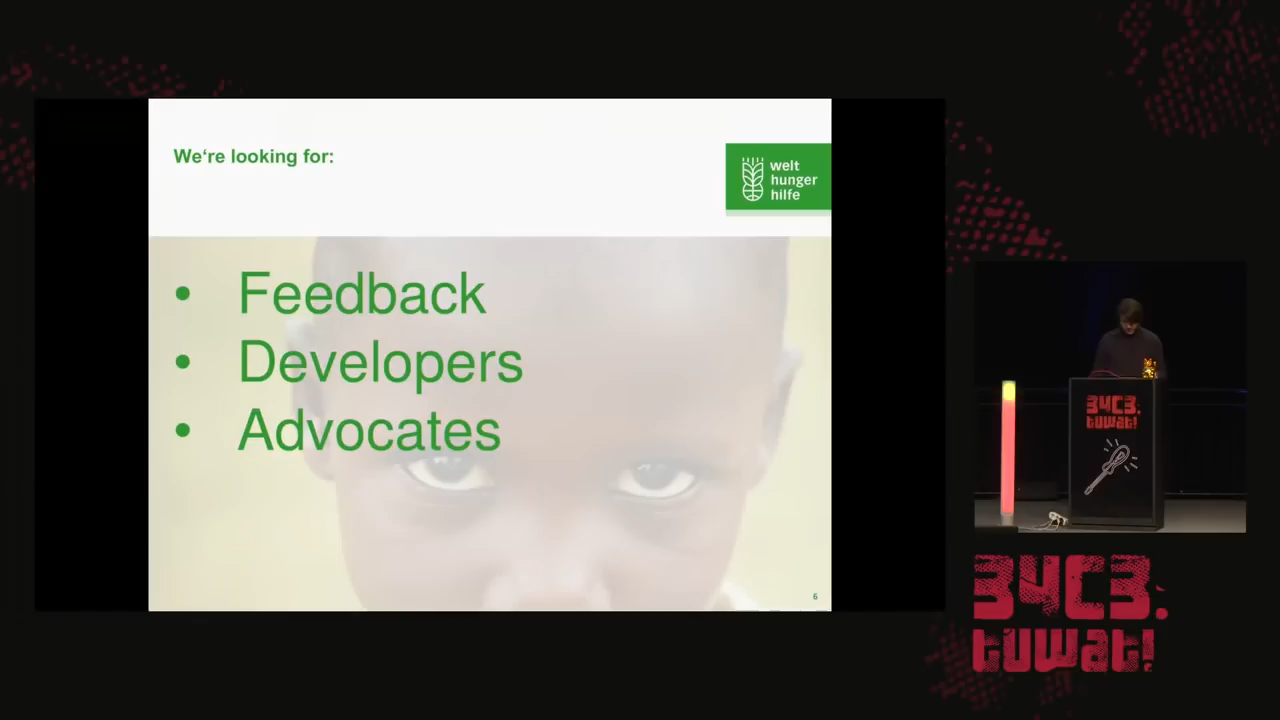 We‘re looking for:
welt
hunger
hilfe
• Feedback
• Developers
• Advocates
6
34C3.
tuwat!
34C3.
tuwat!